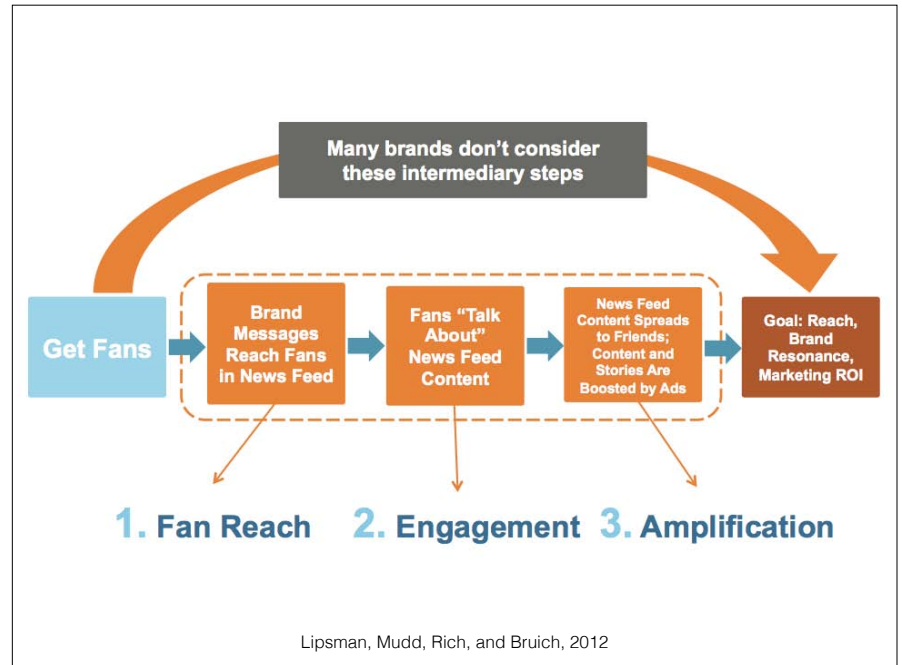 Many brands don't consider
these intermediary steps
Get Fans
Brand
Messages
Reach Fans
in News Feed
Fans “Talk
About”
News Feed
Content
News Feed
Content Spreads
to Friends;
Content and
Stories Are
Boosted by Ads
Goal: Reach,
Brand
Resonance,
Marketing ROI
1. Fan Reach
2. Engagement
3. Amplification
Lipsman, Mudd, Rich, and Bruich, 2012